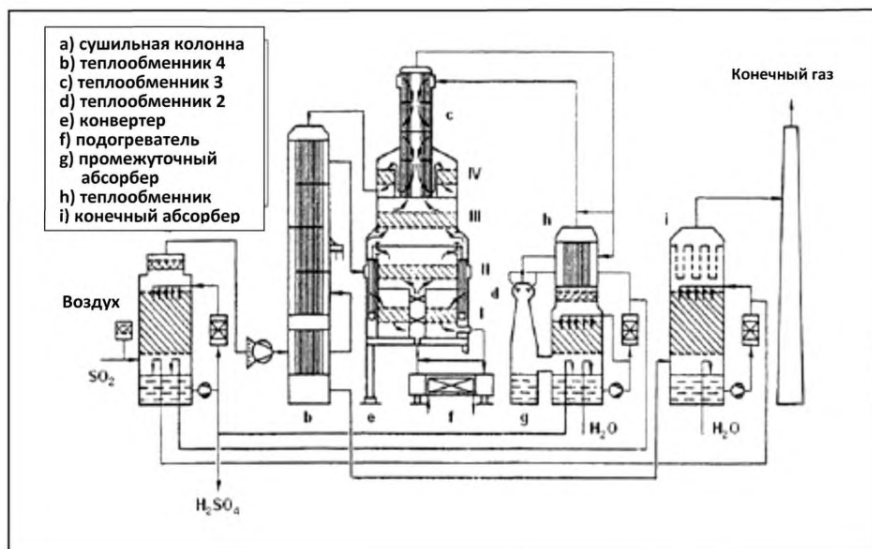 a) сушильная колонна
b) теплообменник 4
c) теплообменник 3
d) теплообменник 2
e) конвертер
f) подогреватель
g) промежуточный
абсорбер
h) теплообменник
i) конечный абсорбер
Конечный газ
c
IV
III
h
i
II
d
Воздух
I
SO₂
b
e
f
g
H₂O
H₂O
H₂SO₄